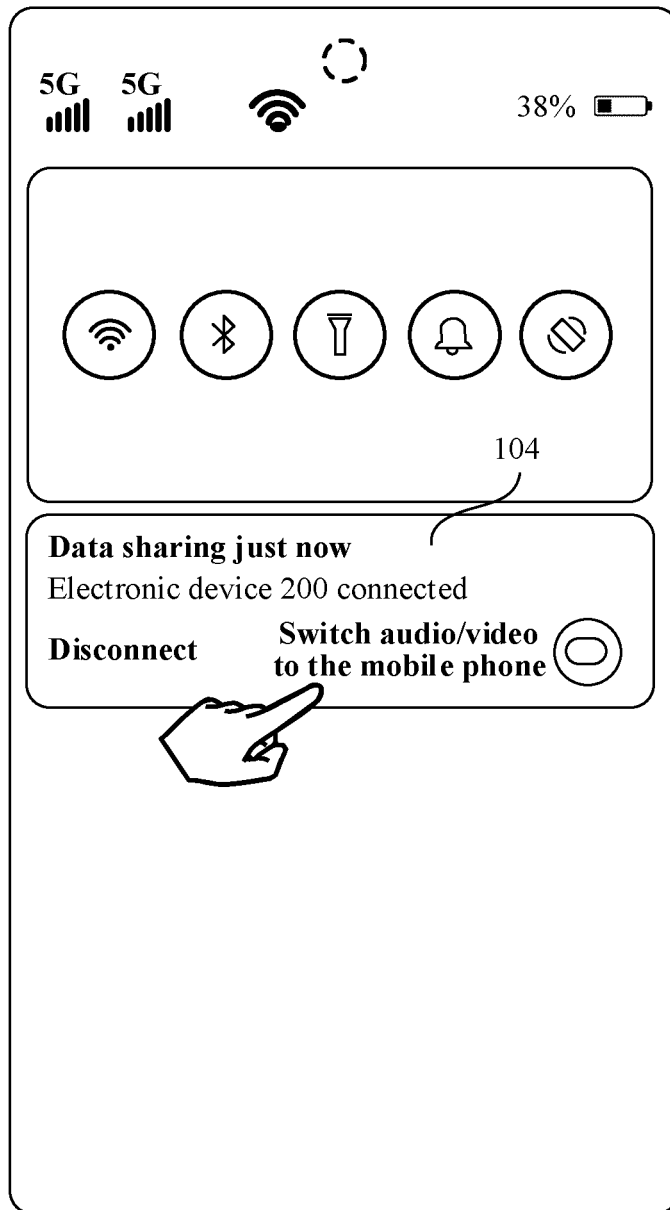 5G 5G
38%
104
Data sharing just now
Electronic device 200 connected
Disconnect
Switch audio/video
to the mobile phone